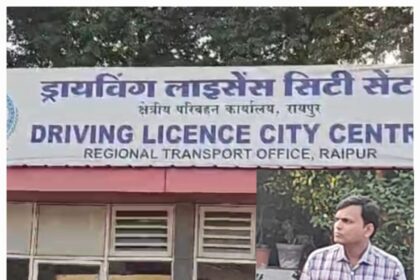 ड्रायविंग लाइसेंस सिटी सेंट
क्षेत्रीय परिवहन कार्यालय, रायपुर
DRIVING LICENCE CITY CENTR
REGIONAL TRANSPORT OFFICE, RAIPUR